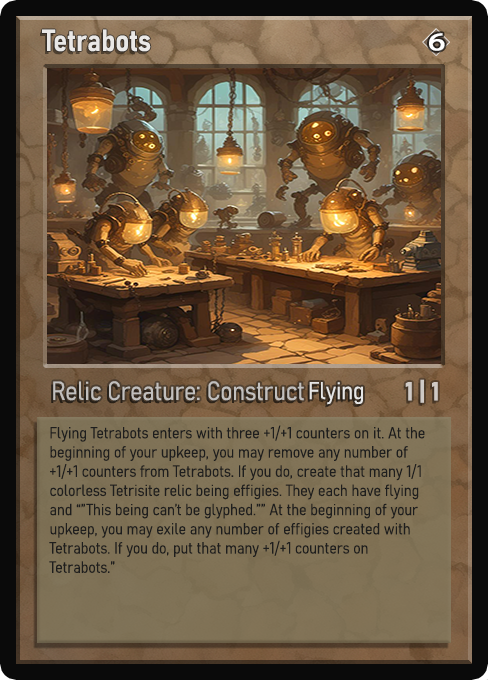 Tetrabots 6
Relic Creature: Construct Flying 1|1
Flying Tetrabots enters with three +1/+1 counters on it. At the
beginning of your upkeep, you may remove any number of
+1/+1 counters from Tetrabots. If you do, create that many 1/1
colorless Tetrisite relic being effigies. They each have flying
and “"This being can't be glyphed."” At the beginning of your
upkeep, you may exile any number of effigies created with
Tetrabots. If you do, put that many +1/+1 counters on
Tetrabots.”